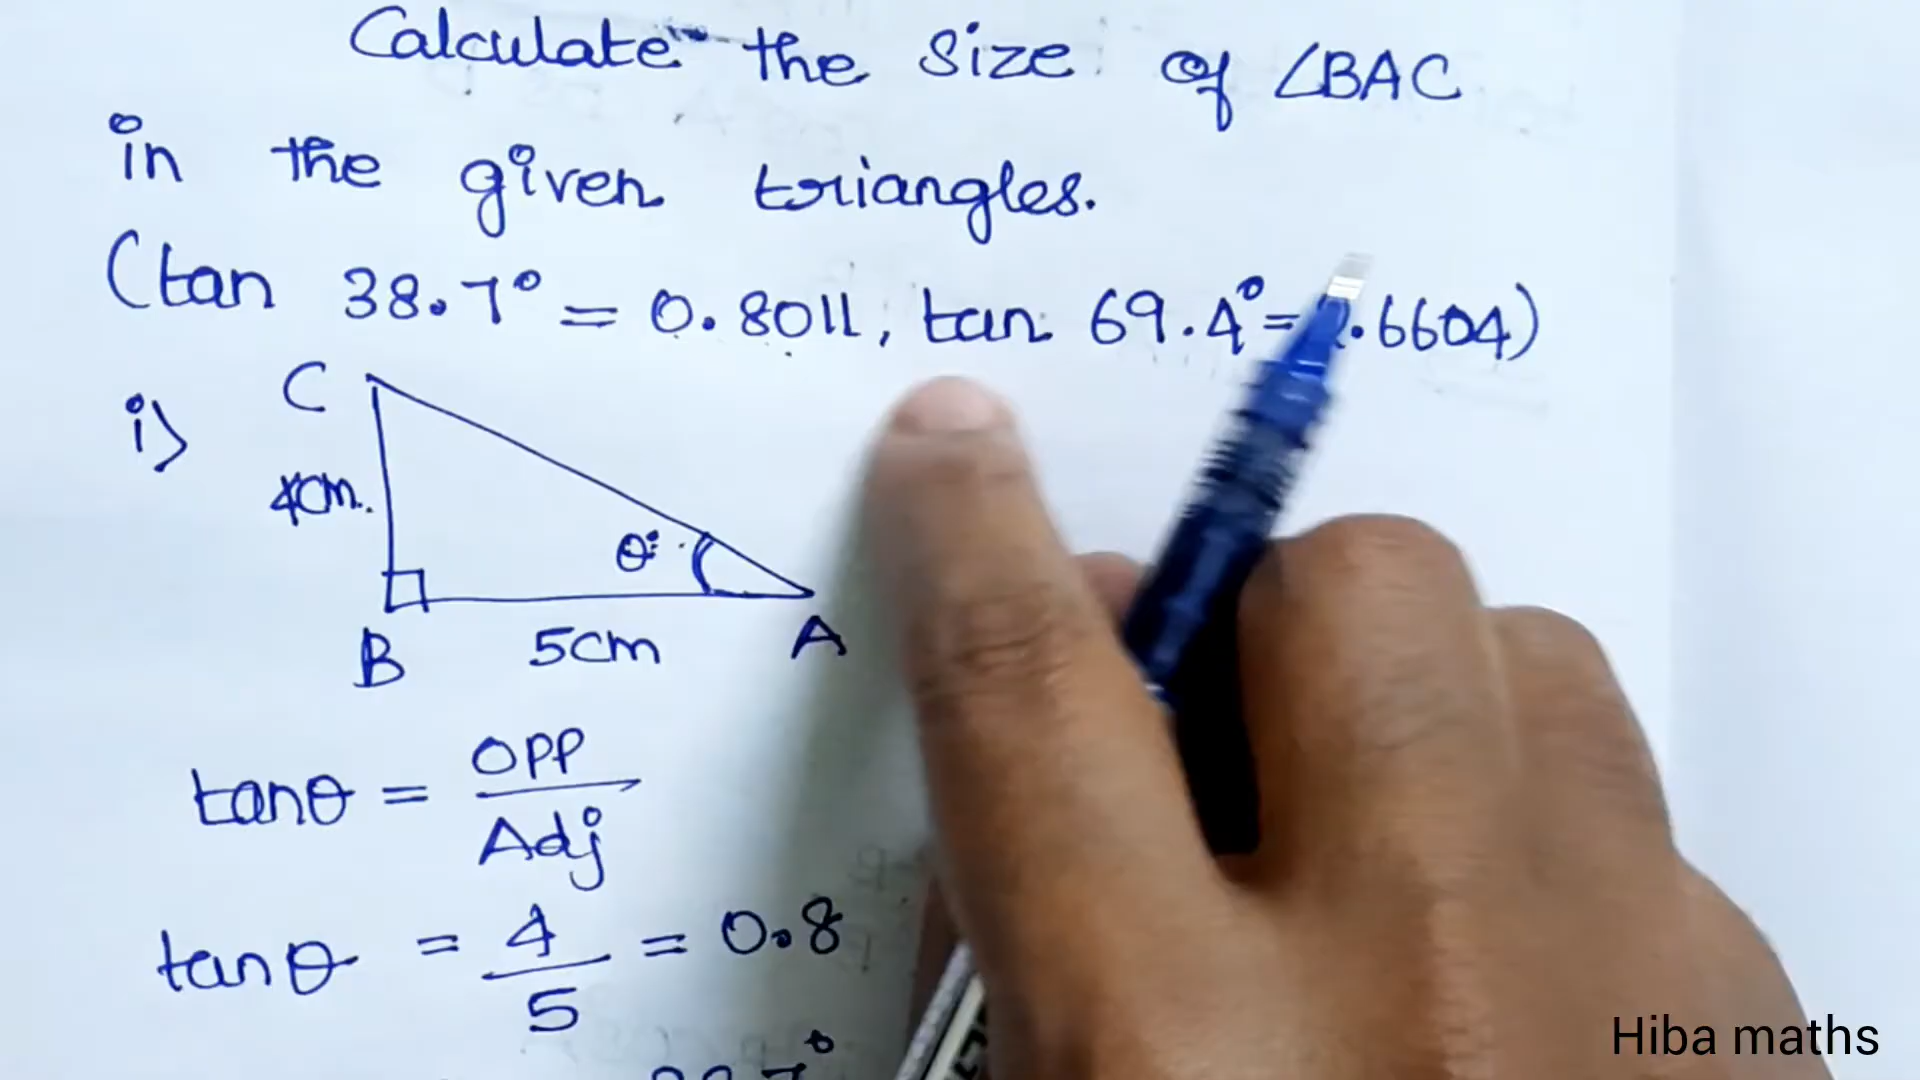 Calculate the size of ∠BAC
in the given triangles.
(tan 38.7° = 0.8011, tan 69.4° = 2.6604)
i)
C
4cm.
θ
B
5cm
A
tanθ = OPP
Adj
tanθ = 4 = 0.8
5
Hiba maths